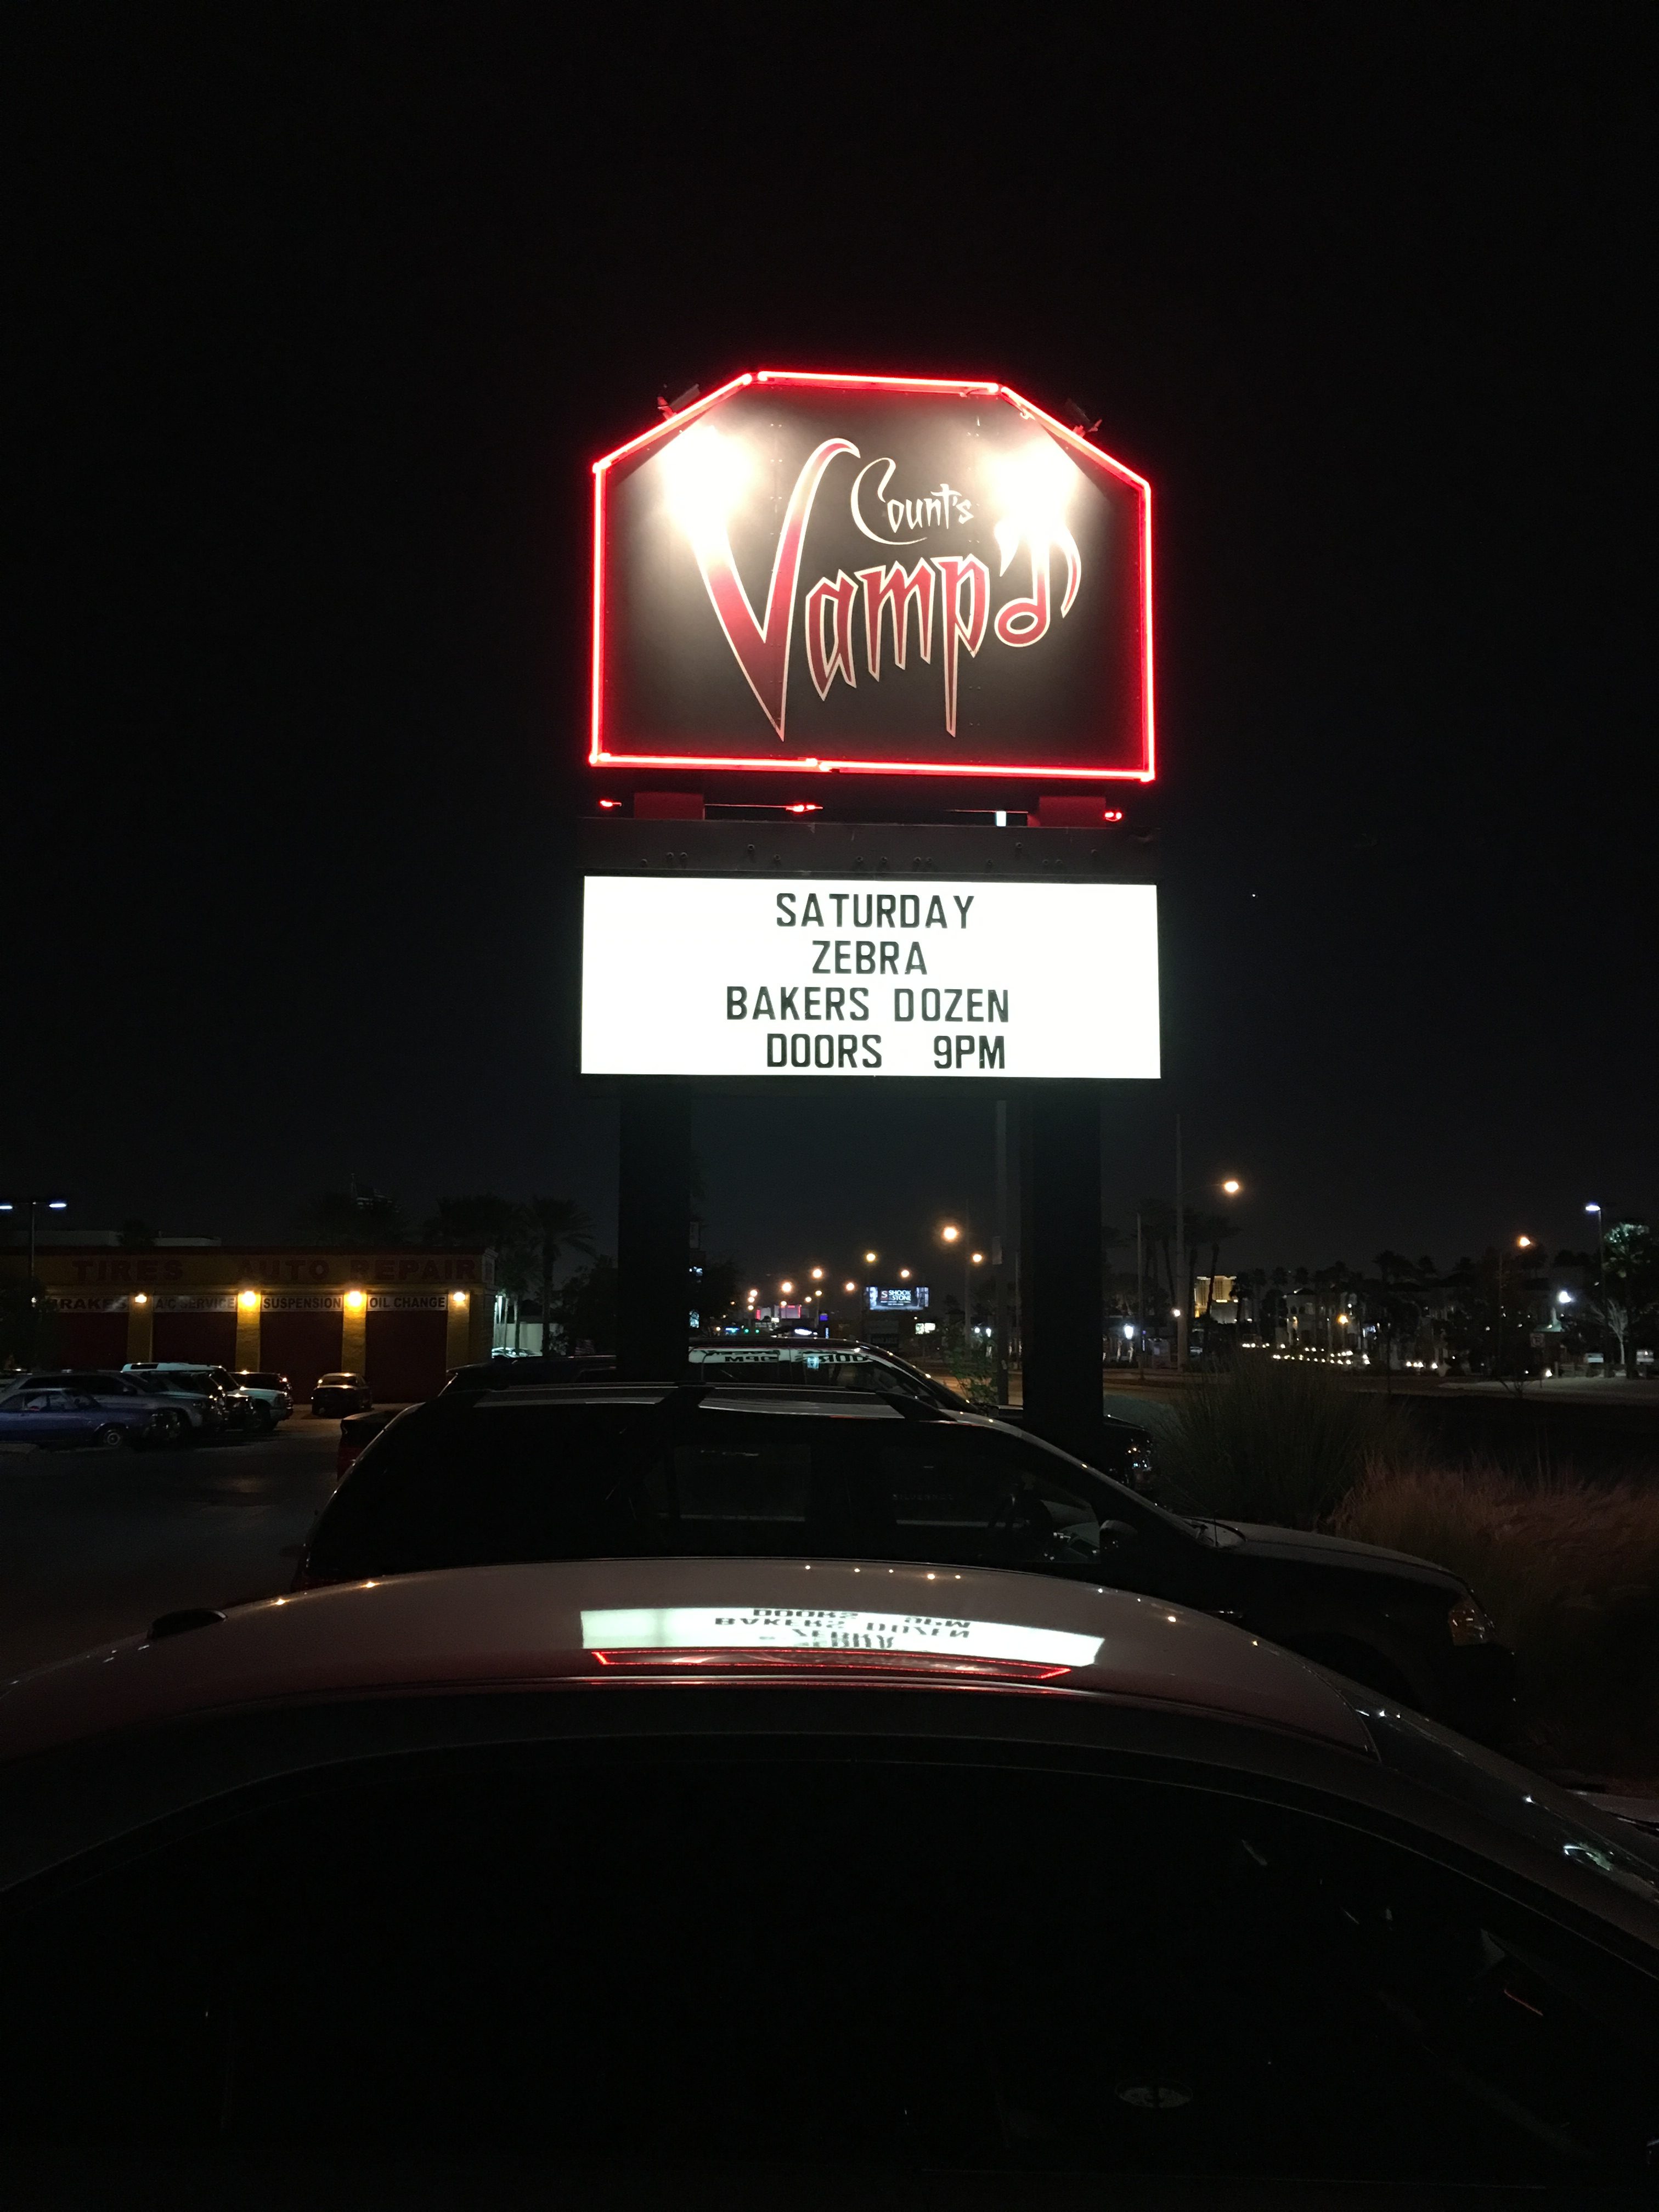 Count's
Vamp'd
SATURDAY
ZEBRA
BAKERS DOZEN
DOORS 9PM
TIRES AUTO REPAIR
BRAKES A/C SERVICE SUSPENSION OIL CHANGE